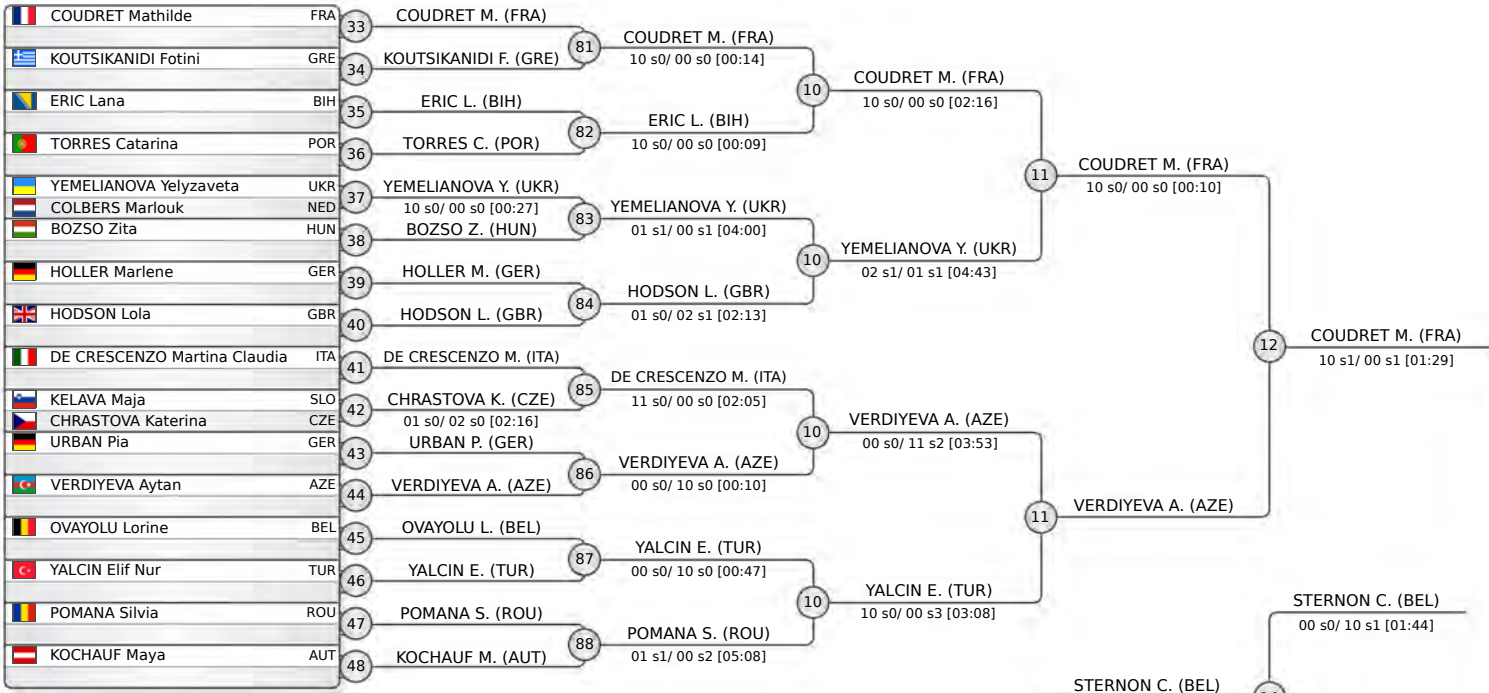 COUDRET Mathilde FRA
KOUTSIKANIDI Fotini GRE
ERIC Lana BIH
TORRES Catarina POR
YEMELIANOVA Yelyzaveta UKR
COLBERS Marlouk NED
BOZSO Zita HUN
HOLLER Marlene GER
HODSON Lola GBR
DE CRESCENZO Martina Claudia ITA
KELAVA Maja SLO
CHRASTOVA Katerina CZE
URBAN Pia GER
VERDIYEVA Aytan AZE
OVAYOLU Lorine BEL
YALCIN Elif Nur TUR
POMANA Silvia ROU
KOCHAUF Maya AUT
33 COUDRET M. (FRA)
34 KOUTSIKANIDI F. (GRE)
35 ERIC L. (BIH)
36 TORRES C. (POR)
37 YEMELIANOVA Y. (UKR)
10 s0/ 00 s0 [00:27]
38 BOZSO Z. (HUN)
39 HOLLER M. (GER)
40 HODSON L. (GBR)
41 DE CRESCENZO M. (ITA)
42 CHRASTOVA K. (CZE)
01 s0/ 02 s0 [02:16]
43 URBAN P. (GER)
44 VERDIYEVA A. (AZE)
45 OVAYOLU L. (BEL)
46 YALCIN E. (TUR)
47 POMANA S. (ROU)
48 KOCHAUF M. (AUT)
81 COUDRET M. (FRA)
10 s0/ 00 s0 [00:14]
82 ERIC L. (BIH)
10 s0/ 00 s0 [00:09]
83 YEMELIANOVA Y. (UKR)
01 s1/ 00 s1 [04:00]
84 HODSON L. (GBR)
01 s0/ 02 s1 [02:13]
85 DE CRESCENZO M. (ITA)
11 s0/ 00 s0 [02:05]
86 VERDIYEVA A. (AZE)
00 s0/ 10 s0 [00:10]
87 YALCIN E. (TUR)
00 s0/ 10 s0 [00:47]
88 POMANA S. (ROU)
01 s1/ 00 s2 [05:08]
10 COUDRET M. (FRA)
10 s0/ 00 s0 [02:16]
10 YEMELIANOVA Y. (UKR)
02 s1/ 01 s1 [04:43]
10 VERDIYEVA A. (AZE)
00 s0/ 11 s2 [03:53]
10 YALCIN E. (TUR)
10 s0/ 00 s3 [03:08]
11 COUDRET M. (FRA)
10 s0/ 00 s0 [00:10]
11 VERDIYEVA A. (AZE)
12 COUDRET M. (FRA)
10 s1/ 00 s1 [01:29]
STERNON C. (BEL)
00 s0/ 10 s1 [01:44]
STERNON C. (BEL)